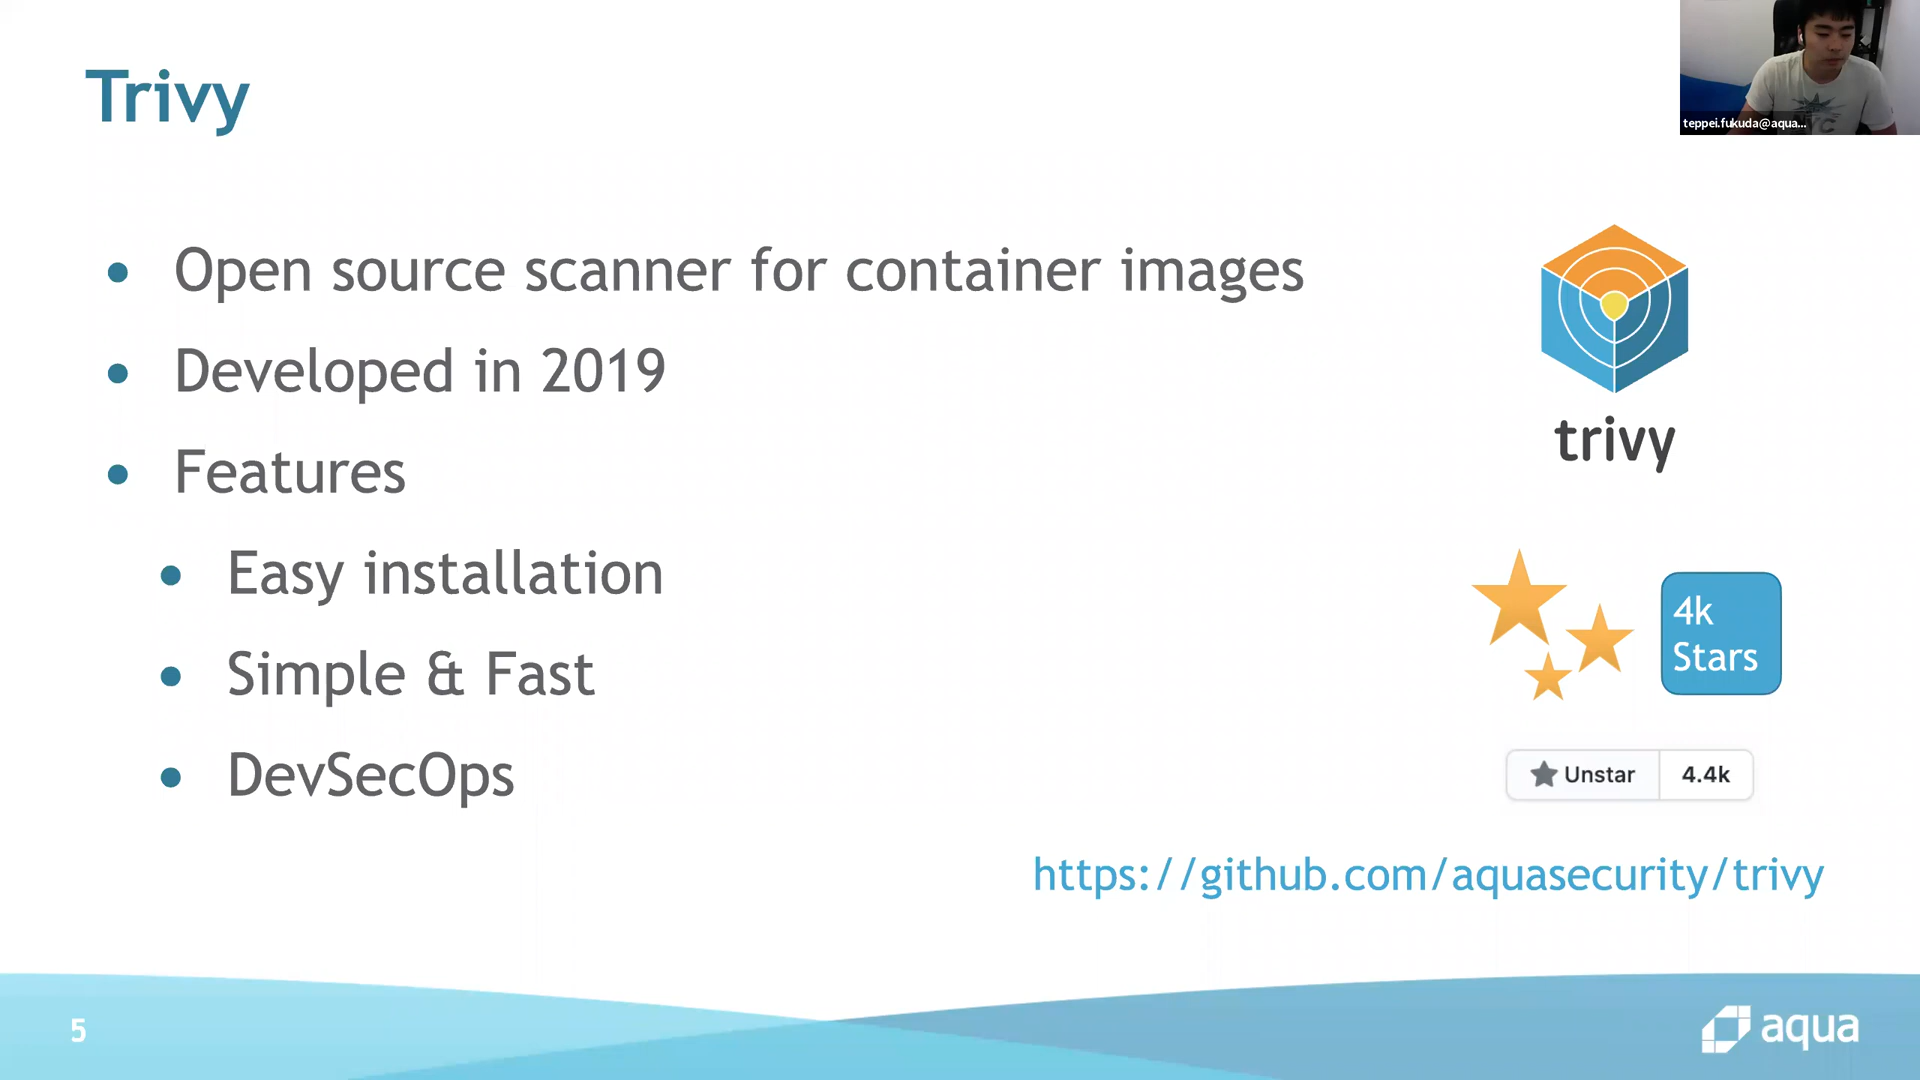 Trivy
teppei.fukuda@aqua...
Open source scanner for container images
Developed in 2019
Features
Easy installation
Simple & Fast
DevSecOps
trivy
4k
Stars
Unstar 4.4k
https://github.com/aquasecurity/trivy
5
aqua